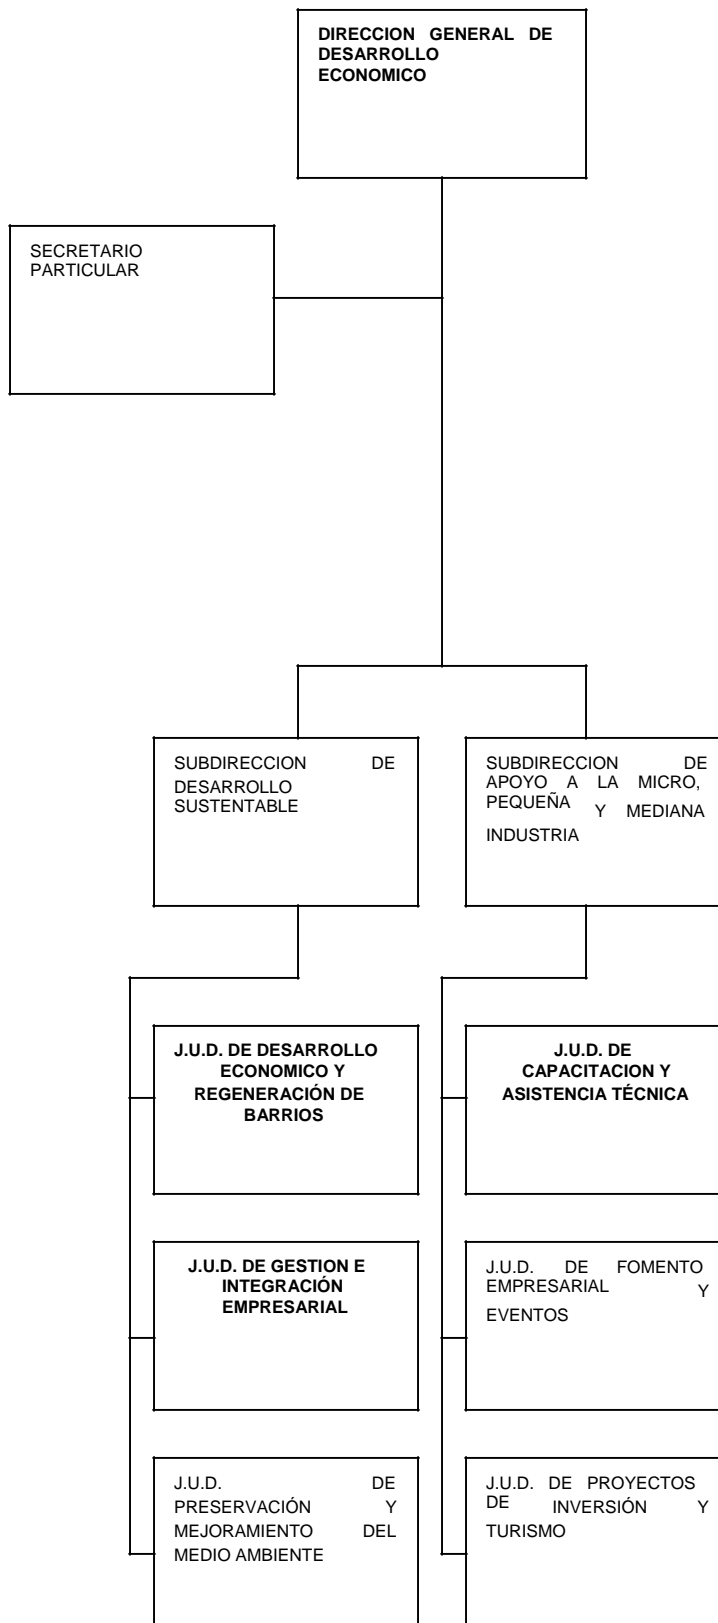 DIRECCION GENERAL DE
DESARROLLO
ECONOMICO
SECRETARIO
PARTICULAR
SUBDIRECCION DE
DESARROLLO
SUSTENTABLE
SUBDIRECCION DE
APOYO A LA MICRO,
PEQUEÑA Y MEDIANA
INDUSTRIA
J.U.D. DE DESARROLLO
ECONOMICO Y
REGENERACIÓN DE
BARRIOS
J.U.D. DE
CAPACITACION Y
ASISTENCIA TÉCNICA
J.U.D. DE GESTION E
INTEGRACIÓN
EMPRESARIAL
J.U.D. DE FOMENTO
EMPRESARIAL Y
EVENTOS
J.U.D. DE
PRESERVACIÓN Y
MEJORAMIENTO DEL
MEDIO AMBIENTE
J.U.D. DE PROYECTOS
DE INVERSIÓN Y
TURISMO